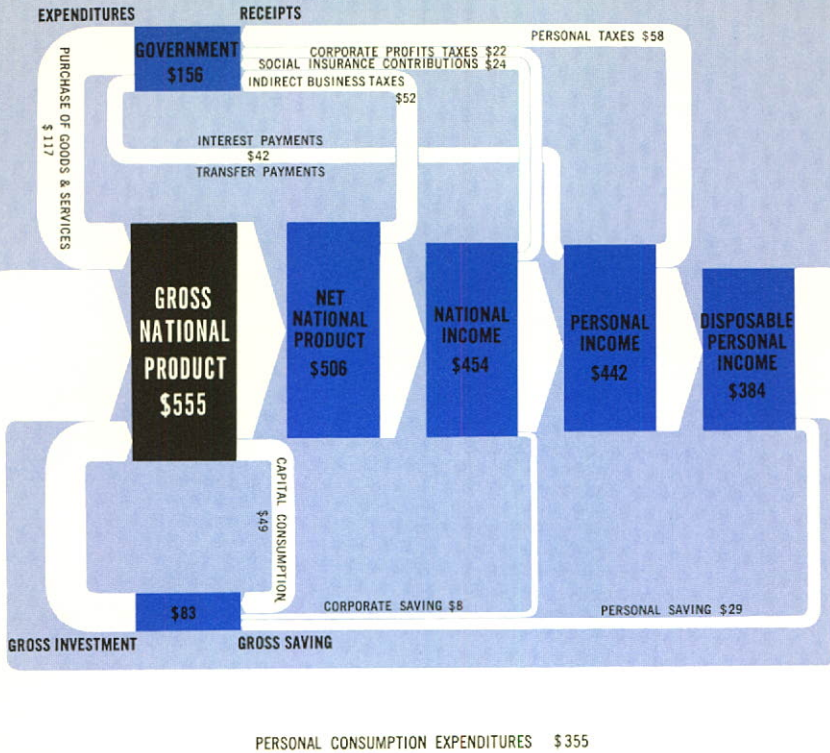 EXPENDITURES
RECEIPTS
PERSONAL TAXES $58
GOVERNMENT
$156
CORPORATE PROFITS TAXES $22
SOCIAL INSURANCE CONTRIBUTIONS $24
INDIRECT BUSINESS TAXES
$52
PURCHASE OF GOODS & SERVICES
$117
INTEREST PAYMENTS
$42
TRANSFER PAYMENTS
GROSS
NATIONAL
PRODUCT
$555
NET
NATIONAL
PRODUCT
$506
NATIONAL
INCOME
$454
PERSONAL
INCOME
$442
DISPOSABLE
PERSONAL
INCOME
$384
CAPITAL CONSUMPTION
$49
$83
CORPORATE SAVING $8
PERSONAL SAVING $29
GROSS INVESTMENT
GROSS SAVING
PERSONAL CONSUMPTION EXPENDITURES $355